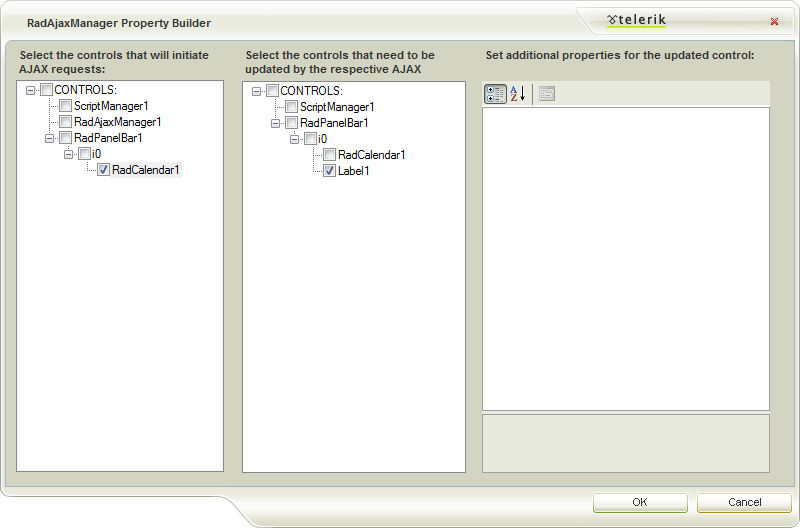 RadAjaxManager Property Builder
telerik
Select the controls that will initiate
AJAX requests:
CONTROLS:
ScriptManager1
RadAjaxManager1
RadPanelBar1
i0
RadCalendar1
Select the controls that need to be
updated by the respective AJAX
CONTROLS:
ScriptManager1
RadPanelBar1
i0
RadCalendar1
Label1
Set additional properties for the updated control:
A
Z
OK
Cancel